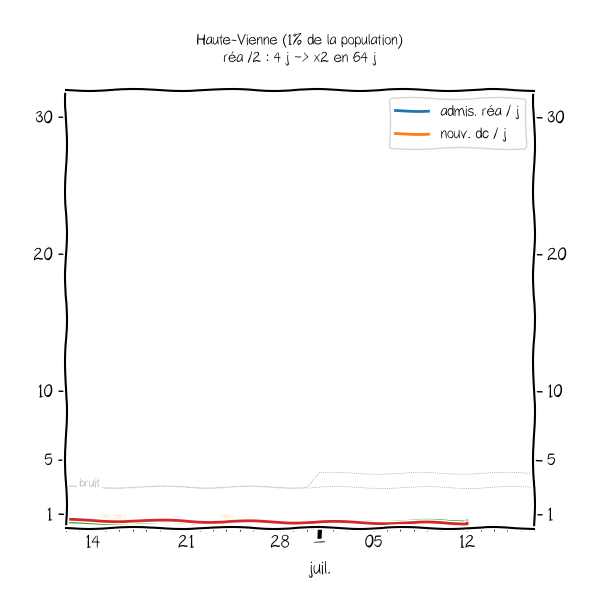 Haute-Vienne (1% de la population)
réa /2 : 4 j -> x2 en 64 j
admis. réa / j
nouv. dc / j
30
30
20
20
10
10
5
5
bruit
1
1
14 21 28 05 12
juil.